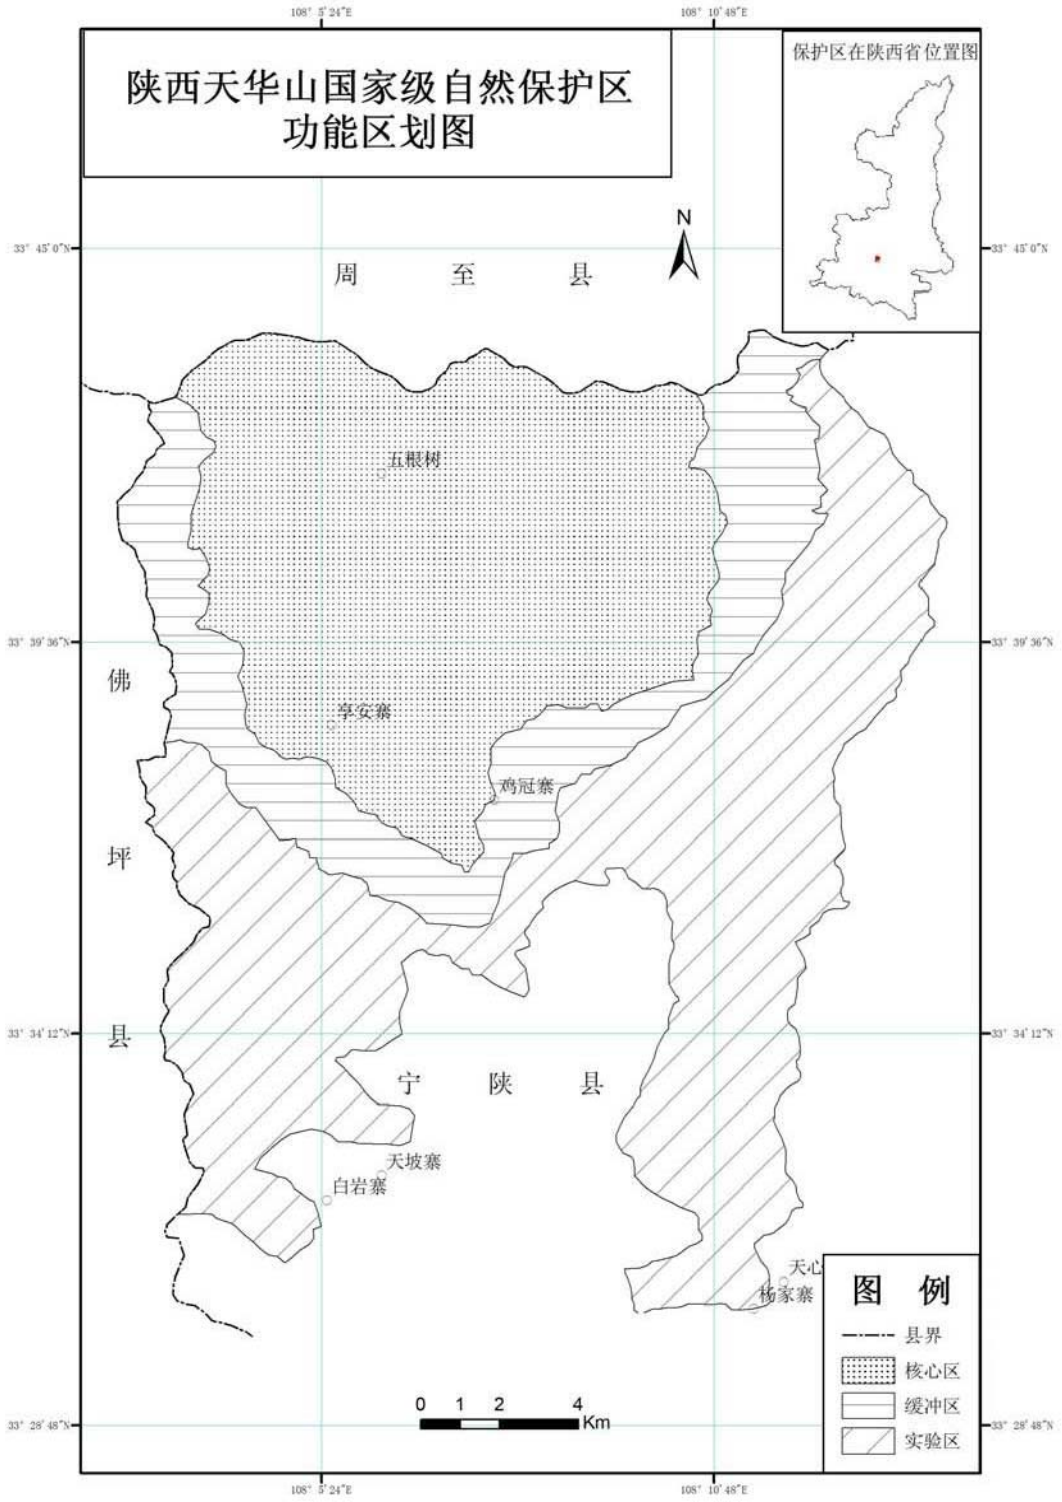 108° 5′24″E
108° 10′48″E
陕西天华山国家级自然保护区
功能区划图
保护区在陕西省位置图
N
33° 45′0″N
33° 45′0″N
周 至 县
五根树
33° 39′36″N
33° 39′36″N
佛
坪
县
享安寨
鸡冠寨
33° 34′12″N
33° 34′12″N
宁 陕 县
天坡寨
白岩寨
天心
杨家寨
图 例
县界
核心区
缓冲区
实验区
0 1 2 4
Km
33° 28′48″N
33° 28′48″N
108° 5′24″E
108° 10′48″E